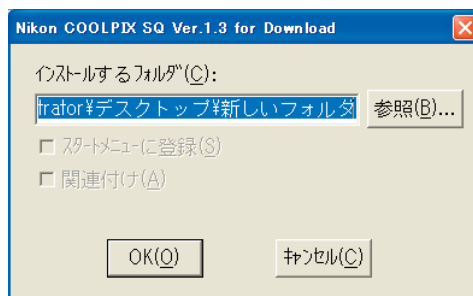 Nikon COOLPIX SQ Ver.1.3 for Download
ｲﾝｽﾄｰﾙするﾌｫﾙﾀﾞ(C):
trator¥デスクトップ¥新しいフォルダ 参照(B)...
ｽﾀｰﾄﾒﾆｭｰに登録(S)
関連付け(A)
OK(O) ｷｬﾝｾﾙ(C)